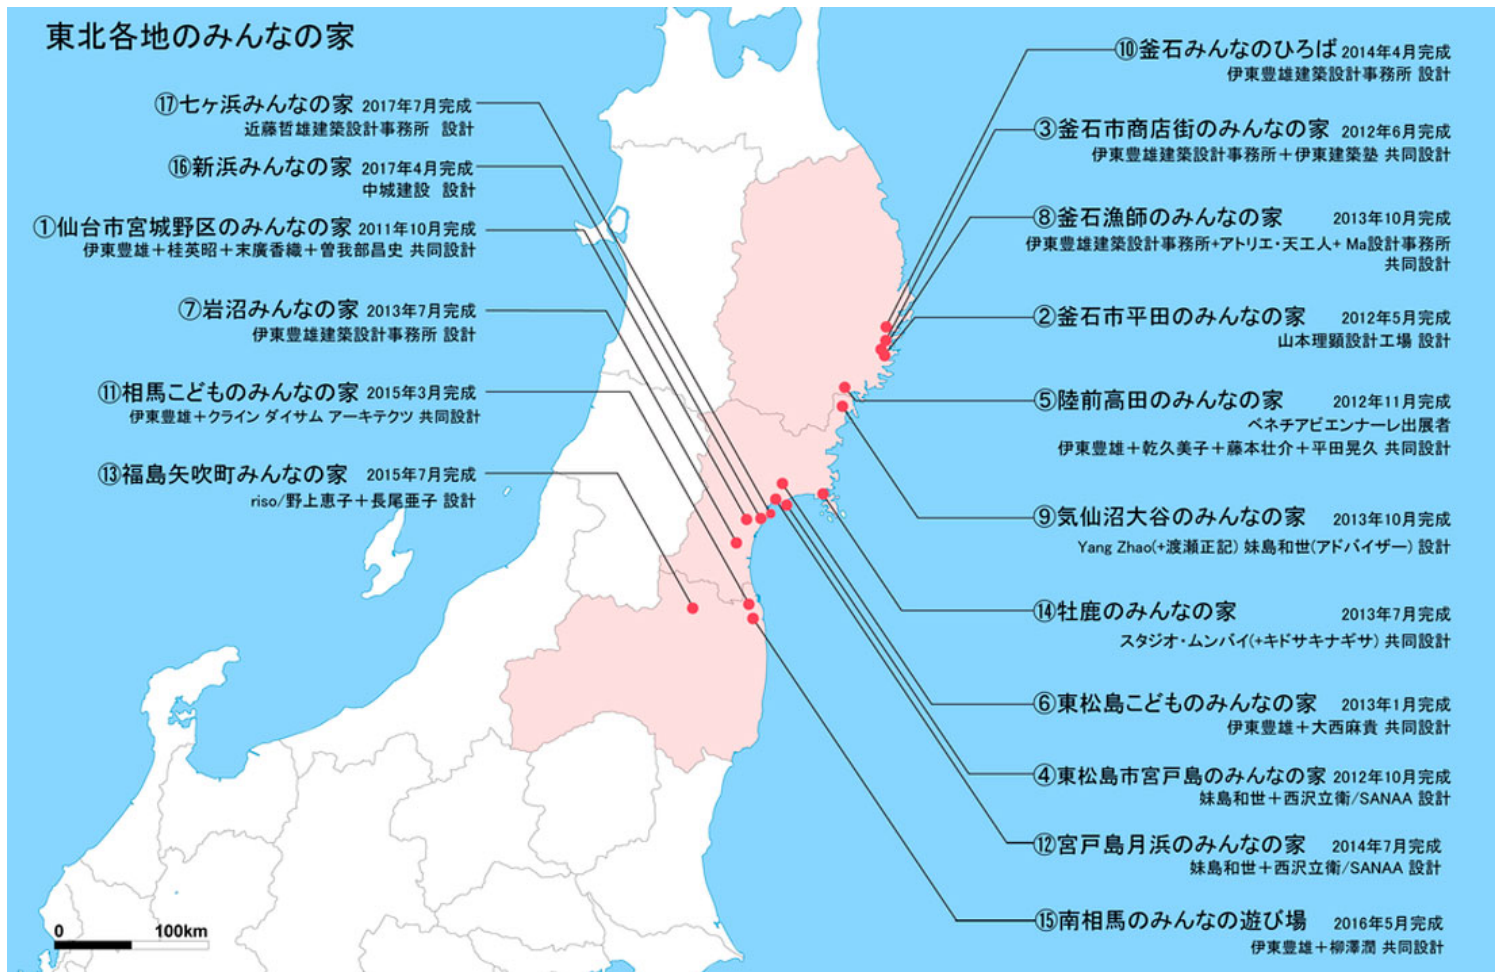 東北各地のみんなの家
⑰七ヶ浜みんなの家 2017年7月完成
近藤哲雄建築設計事務所 設計
⑯新浜みんなの家 2017年4月完成
中城建設 設計
①仙台市宮城野区のみんなの家 2011年10月完成
伊東豊雄＋桂英昭＋末廣香織＋曽我部昌史 共同設計
⑦岩沼みんなの家 2013年7月完成
伊東豊雄建築設計事務所 設計
⑪相馬こどものみんなの家 2015年3月完成
伊東豊雄＋クライン ダイサム アーキテクツ 共同設計
⑬福島矢吹町みんなの家 2015年7月完成
riso/野上恵子＋長尾亜子 設計
⑩釜石みんなのひろば 2014年4月完成
伊東豊雄建築設計事務所 設計
③釜石市商店街のみんなの家 2012年6月完成
伊東豊雄建築設計事務所＋伊東建築塾 共同設計
⑧釜石漁師のみんなの家 2013年10月完成
伊東豊雄建築設計事務所+アトリエ・天工人+ Ma設計事務所
共同設計
②釜石市平田のみんなの家 2012年5月完成
山本理顕設計工場 設計
⑤陸前高田のみんなの家 2012年11月完成
ベネチアビエンナーレ出展者
伊東豊雄＋乾久美子＋藤本壮介＋平田晃久 共同設計
⑨気仙沼大谷のみんなの家 2013年10月完成
Yang Zhao(+渡瀬正記) 妹島和世(アドバイザー) 設計
⑭牡鹿のみんなの家 2013年7月完成
スタジオ・ムンバイ(+キドサキナギサ) 共同設計
⑥東松島こどものみんなの家 2013年1月完成
伊東豊雄＋大西麻貴 共同設計
④東松島市宮戸島のみんなの家 2012年10月完成
妹島和世＋西沢立衛/SANAA 設計
⑫宮戸島月浜のみんなの家 2014年7月完成
妹島和世＋西沢立衛/SANAA 設計
⑮南相馬のみんなの遊び場 2016年5月完成
伊東豊雄＋柳澤潤 共同設計
0 100km